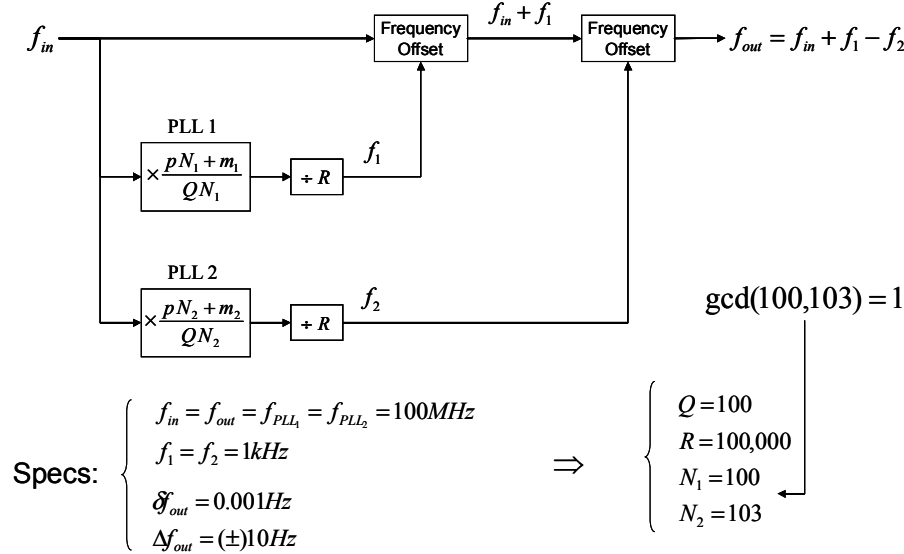 f_in
Frequency Offset
f_in + f_1
Frequency Offset
f_out = f_in + f_1 − f_2
PLL 1
× (pN_1 + m_1) / (QN_1)
÷ R
f_1
PLL 2
× (pN_2 + m_2) / (QN_2)
÷ R
f_2
gcd(100,103) = 1
Specs:
f_in = f_out = f_PLL_1 = f_PLL_2 = 100MHz
f_1 = f_2 = 1kHz
δf_out = 0.001Hz
Δf_out = (±)10Hz
⇒
Q = 100
R = 100,000
N_1 = 100
N_2 = 103